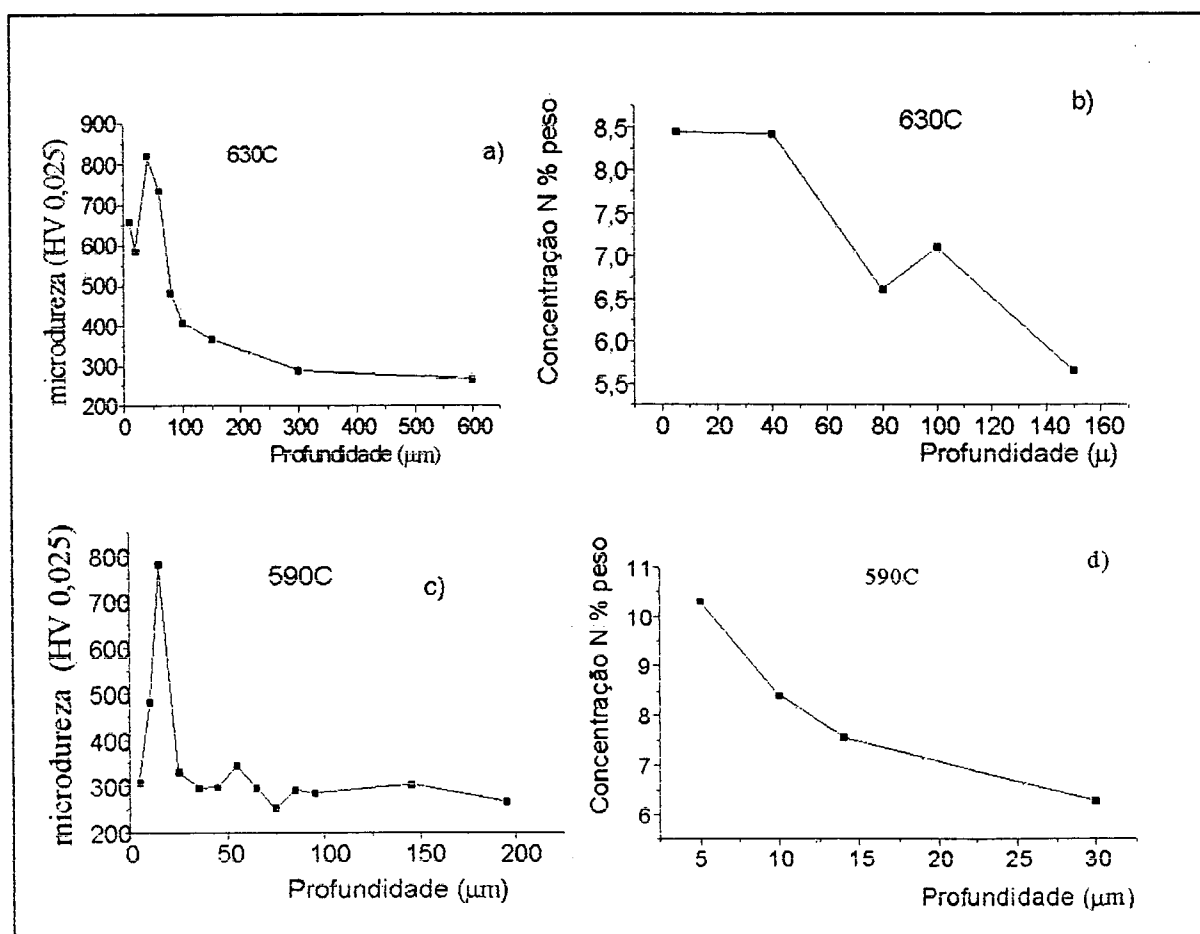 a)
630C
microdureza (HV 0,025)
900
800
700
600
500
400
300
200
0 100 200 300 400 500 600
Profundidade (μm)
b)
630C
Concentração N % peso
8,5
8,0
7,5
7,0
6,5
6,0
5,5
0 20 40 60 80 100 120 140 160
Profundidade (μ)
c)
590C
microdureza (HV 0,025)
800
700
600
500
400
300
200
0 50 100 150 200
Profundidade (μm)
d)
590C
Concentração N % peso
11
10
9
8
7
6
5 10 15 20 25 30
Profundidade (μm)